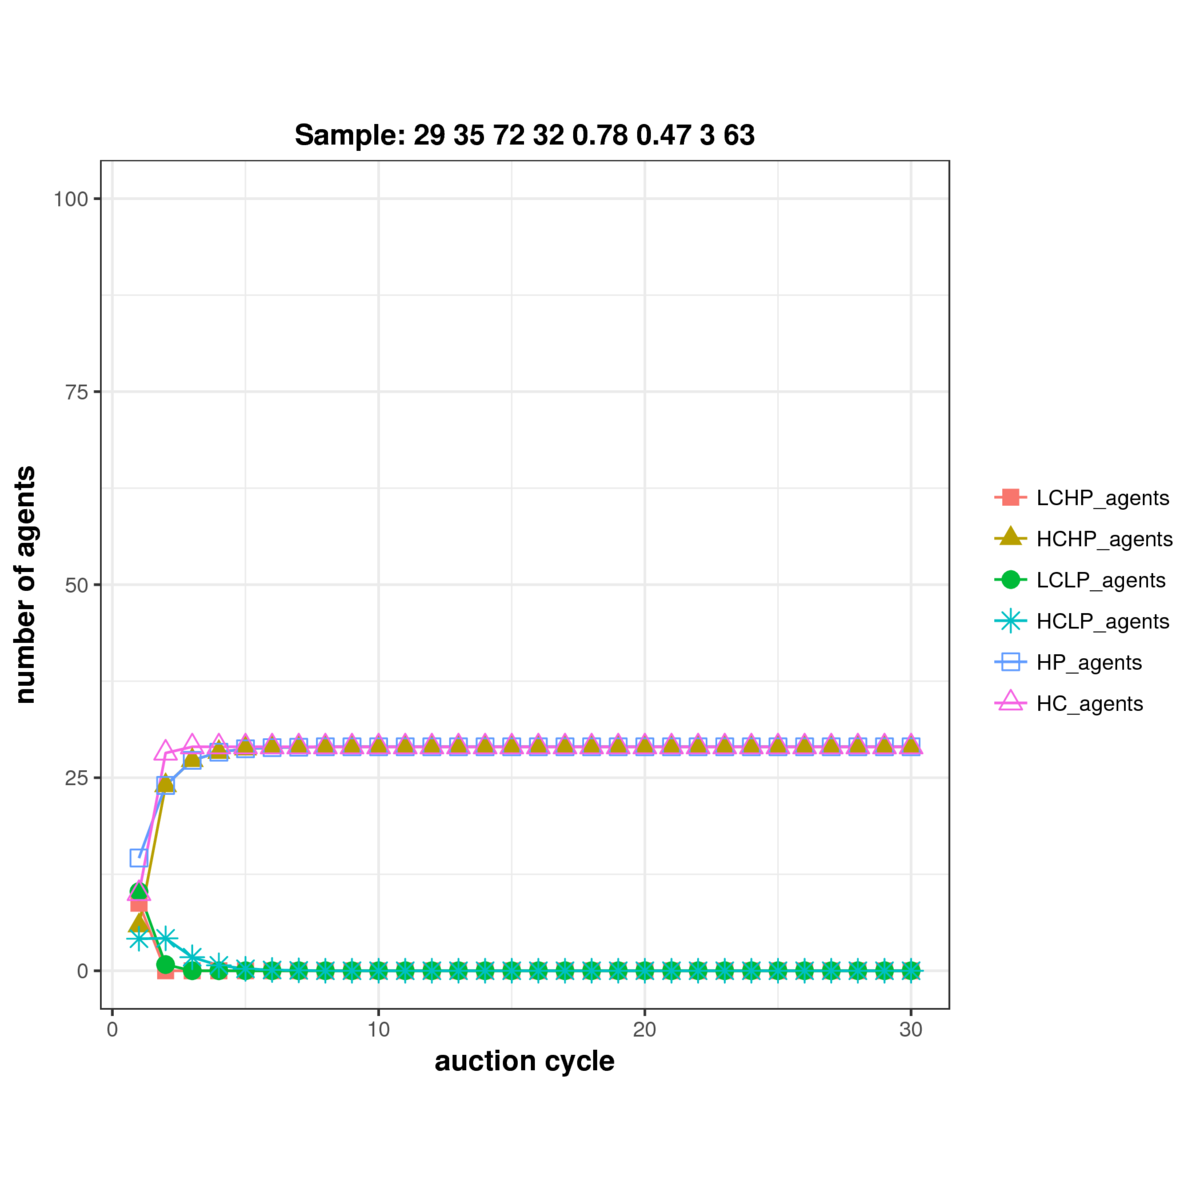 Sample: 29 35 72 32 0.78 0.47 3 63
100
75
50
25
0
number of agents
0 10 20 30
auction cycle
LCHP_agents
HCHP_agents
LCLP_agents
HCLP_agents
HP_agents
HC_agents